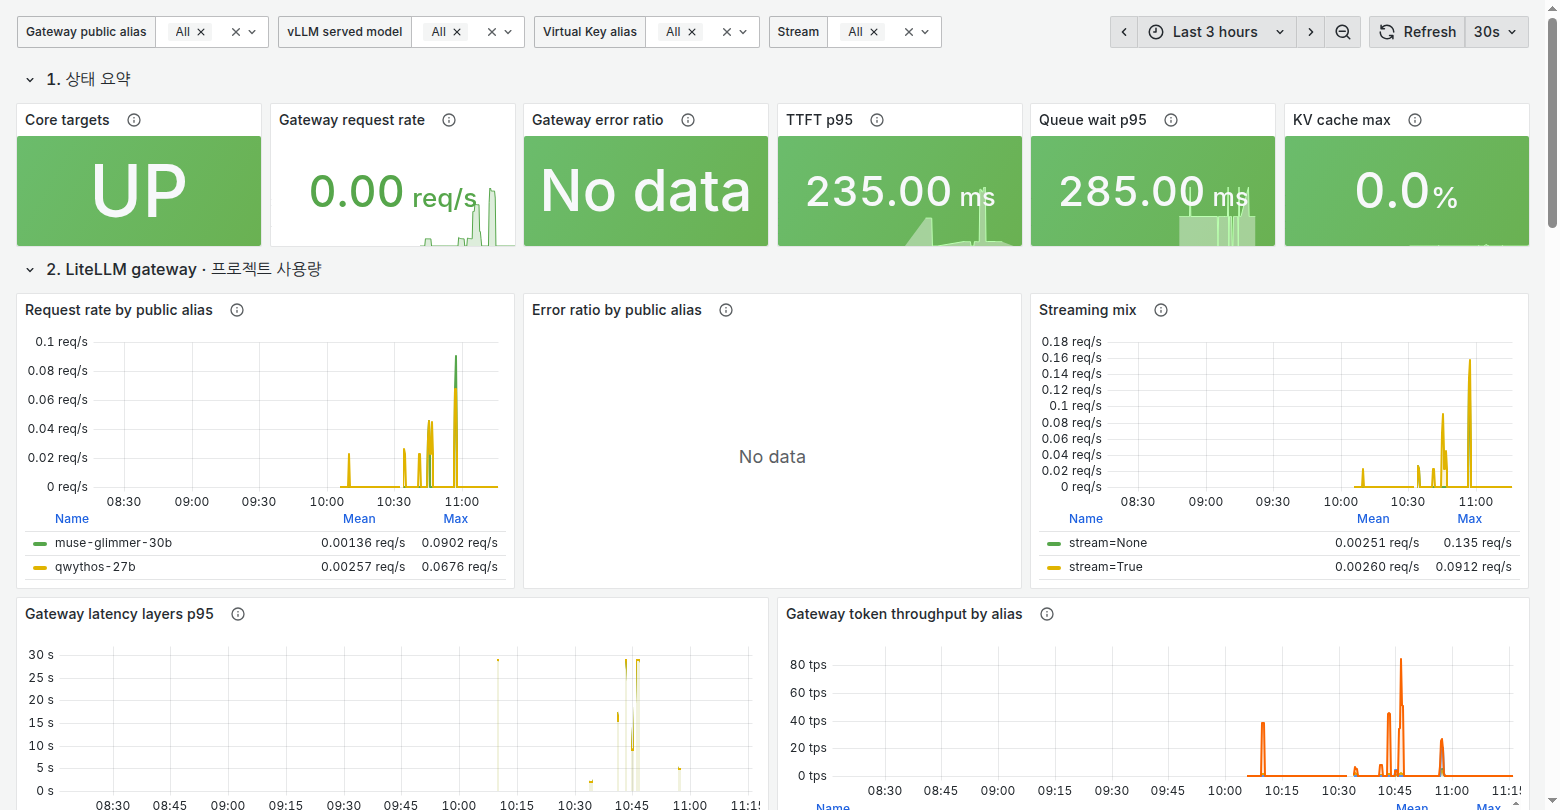 Gateway public alias All vLLM served model All Virtual Key alias All Stream All Last 3 hours Refresh 30s
1. 상태 요약
Core targets Gateway request rate Gateway error ratio TTFT p95 Queue wait p95 KV cache max
UP 0.00 req/s No data 235.00 ms 285.00 ms 0.0%
2. LiteLLM gateway · 프로젝트 사용량
Request rate by public alias
0.1 req/s
0.08 req/s
0.06 req/s
0.04 req/s
0.02 req/s
0 req/s
08:30 09:00 09:30 10:00 10:30 11:00
Name Mean Max
muse-glimmer-30b 0.00136 req/s 0.0902 req/s
qwythos-27b 0.00257 req/s 0.0676 req/s
Error ratio by public alias
No data
Streaming mix
0.18 req/s
0.16 req/s
0.14 req/s
0.12 req/s
0.1 req/s
0.08 req/s
0.06 req/s
0.04 req/s
0.02 req/s
0 req/s
08:30 09:00 09:30 10:00 10:30 11:00
Name Mean Max
stream=None 0.00251 req/s 0.135 req/s
stream=True 0.00260 req/s 0.0912 req/s
Gateway latency layers p95
30 s
25 s
20 s
15 s
10 s
5 s
0 s
08:30 08:45 09:00 09:15 09:30 09:45 10:00 10:15 10:30 10:45 11:00
Gateway token throughput by alias
80 tps
60 tps
40 tps
20 tps
0 tps
08:30 08:45 09:00 09:15 09:30 09:45 10:00 10:15 10:30 10:45 11:00
Name Mean Max